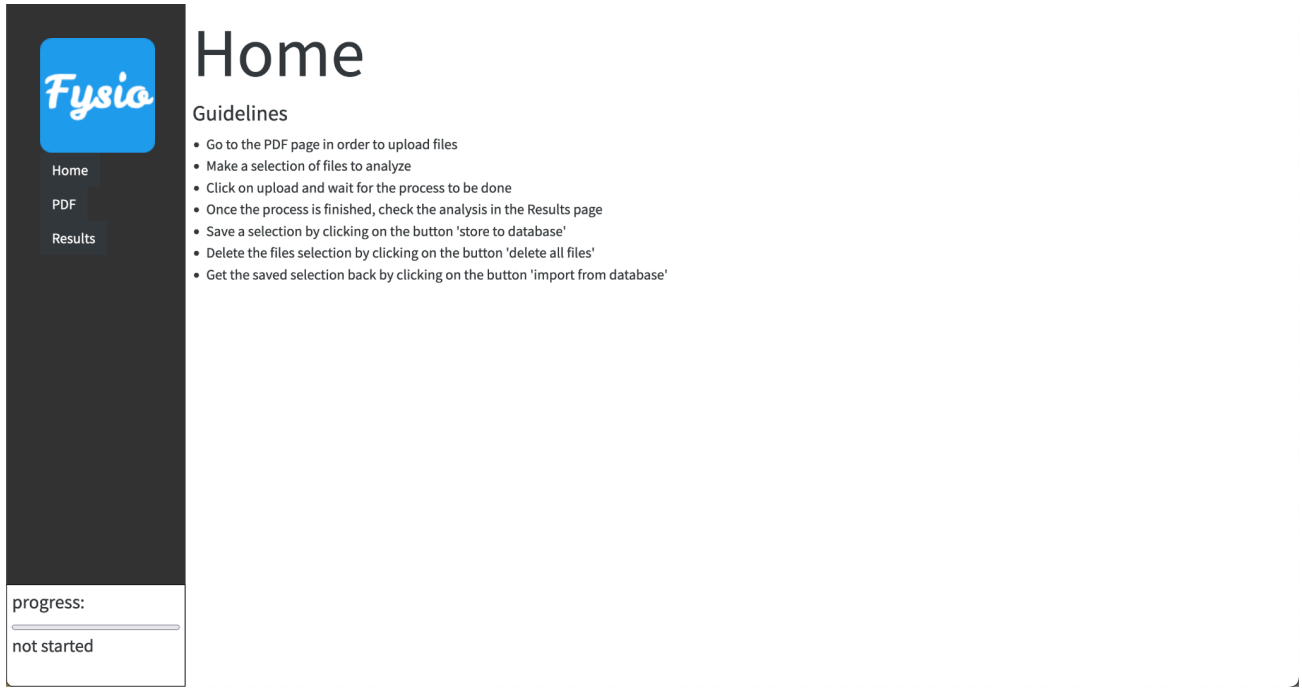 Fysio
Home
PDF
Results
progress:
not started
Home
Guidelines
Go to the PDF page in order to upload files
Make a selection of files to analyze
Click on upload and wait for the process to be done
Once the process is finished, check the analysis in the Results page
Save a selection by clicking on the button 'store to database'
Delete the files selection by clicking on the button 'delete all files'
Get the saved selection back by clicking on the button 'import from database'